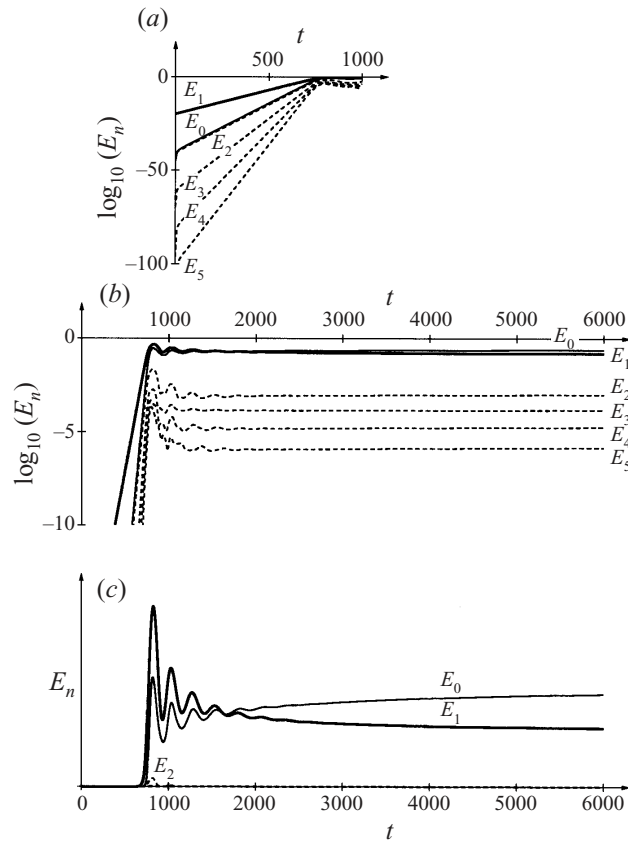 (a)
t
500 1000
0
E₁
E₀
E₂
−50
E₃
E₄
−100
E₅
log₁₀ (Eₙ)
(b)
t
1000 2000 3000 4000 5000 6000
0
E₀
E₁
E₂
E₃
E₄
E₅
−5
−10
log₁₀ (Eₙ)
(c)
Eₙ
E₀
E₁
E₂
0 1000 2000 3000 4000 5000 6000
t